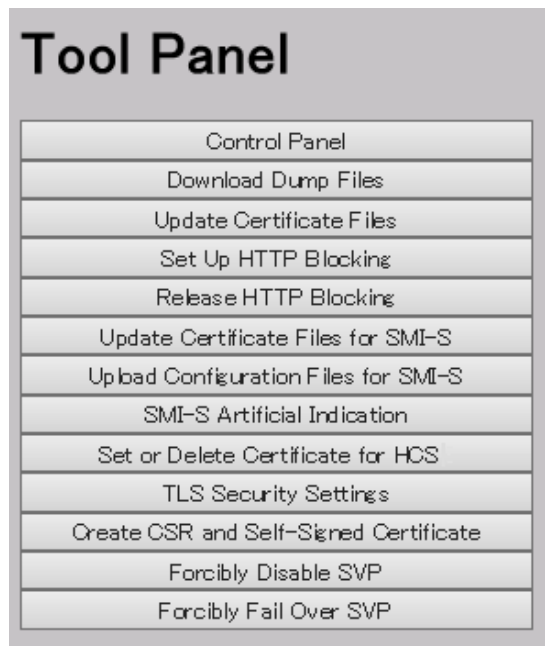 Tool Panel
Control Panel
Download Dump Files
Update Certificate Files
Set Up HTTP Blocking
Release HTTP Blocking
Update Certificate Files for SMI-S
Upload Configuration Files for SMI-S
SMI-S Artificial Indication
Set or Delete Certificate for HCS
TLS Security Settings
Create CSR and Self-Signed Certificate
Forcibly Disable SVP
Forcibly Fail Over SVP